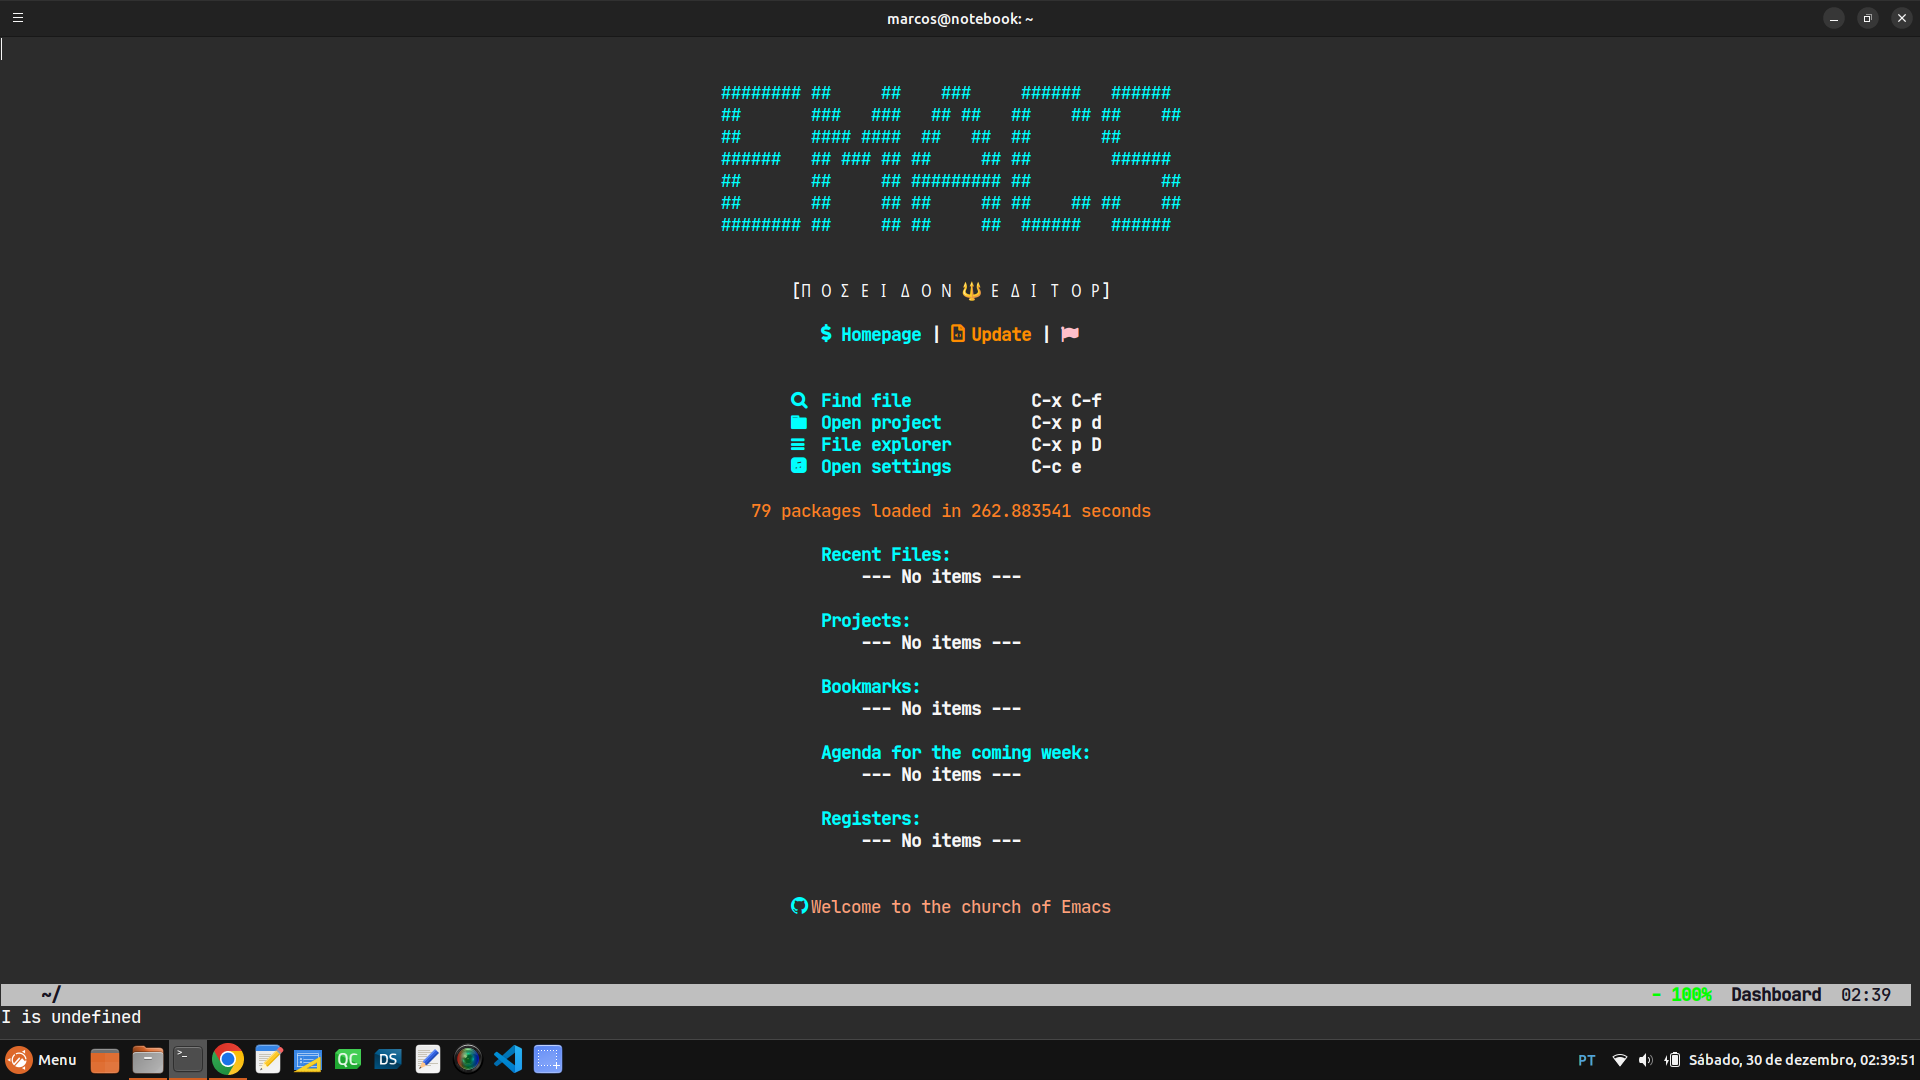 marcos@notebook: ~
######## ##     ##    ###     ######   ######
##       ###   ###   ## ##   ##    ## ##    ##
##       #### ####  ##   ##  ##       ##
######   ## ### ## ##     ## ##        ######
##       ##     ## ######### ##             ##
##       ##     ## ##     ## ##    ## ##    ##
######## ##     ## ##     ##  ######   ######
[Π Ο Σ Ε Ι Δ Ο Ν 🔱 Ε Δ Ι Τ Ο Ρ]
$ Homepage | Update |
Find file C-x C-f
Open project C-x p d
File explorer C-x p D
Open settings C-c e
79 packages loaded in 262.883541 seconds
Recent Files:
--- No items ---
Projects:
--- No items ---
Bookmarks:
--- No items ---
Agenda for the coming week:
--- No items ---
Registers:
--- No items ---
Welcome to the church of Emacs
~/ - 100% Dashboard 02:39
I is undefined
Menu QC DS PT Sábado, 30 de dezembro, 02:39:51